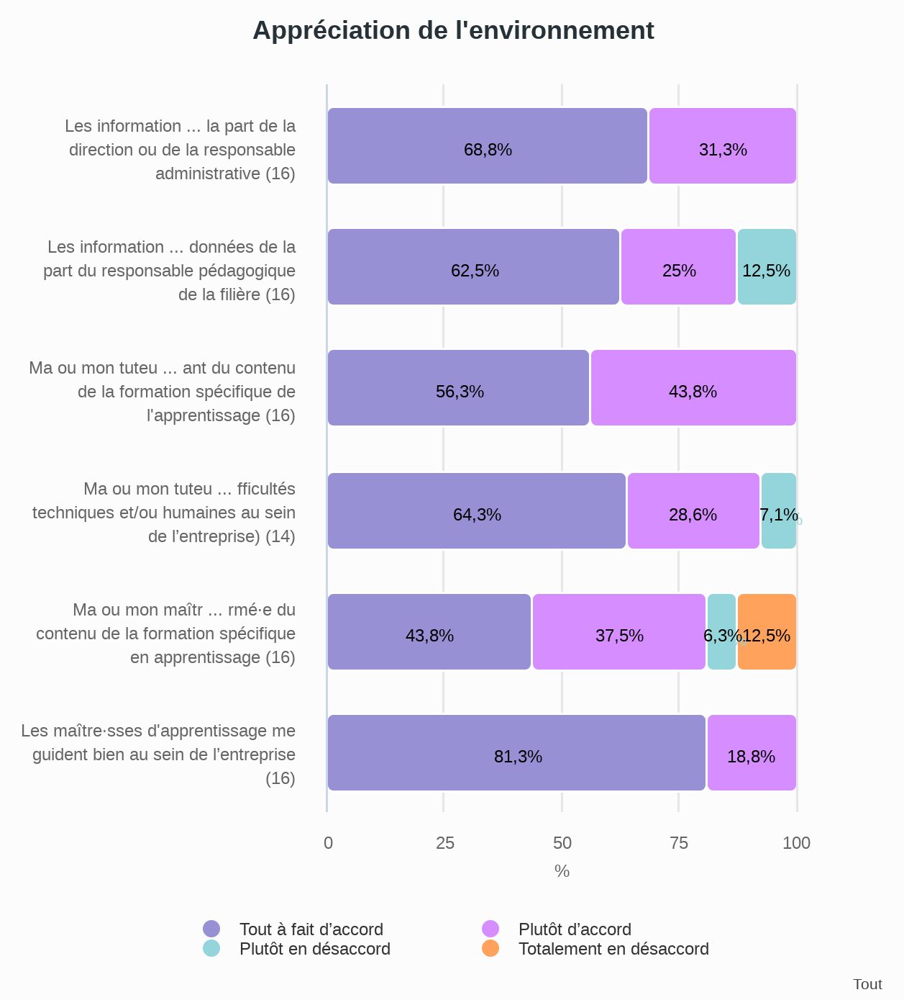 Appréciation de l'environnement
Les information ... la part de la
direction ou de la responsable
administrative (16)
68,8%
31,3%
Les information ... données de la
part du responsable pédagogique
de la filière (16)
62,5%
25%
12,5%
Ma ou mon tuteu ... ant du contenu
de la formation spécifique de
l'apprentissage (16)
56,3%
43,8%
Ma ou mon tuteu ... fficultés
techniques et/ou humaines au sein
de l’entreprise) (14)
64,3%
28,6%
7,1%
Ma ou mon maîtr ... rmé·e du
contenu de la formation spécifique
en apprentissage (16)
43,8%
37,5%
6,3%
12,5%
Les maître·sses d'apprentissage me
guident bien au sein de l’entreprise
(16)
81,3%
18,8%
0
25
50
75
100
%
Tout à fait d’accord
Plutôt d’accord
Plutôt en désaccord
Totalement en désaccord
Tout